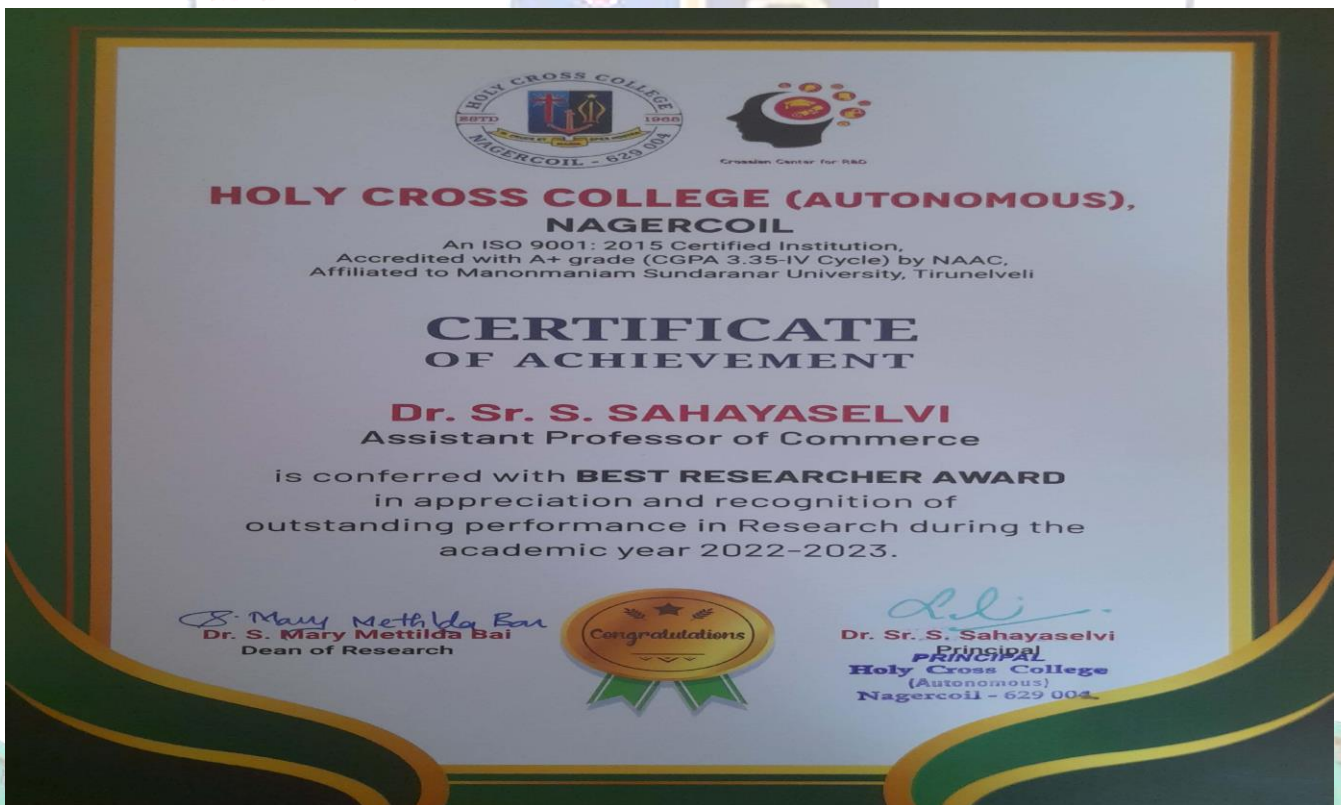 HOLY CROSS COLLEGE
ESTD 1965
NAGERCOIL - 629 004
Crossian Center for R&D
HOLY CROSS COLLEGE (AUTONOMOUS),
NAGERCOIL
An ISO 9001: 2015 Certified Institution,
Accredited with A+ grade (CGPA 3.35-IV Cycle) by NAAC,
Affiliated to Manonmaniam Sundaranar University, Tirunelveli
CERTIFICATE
OF ACHIEVEMENT
Dr. Sr. S. SAHAYASELVI
Assistant Professor of Commerce
is conferred with BEST RESEARCHER AWARD
in appreciation and recognition of
outstanding performance in Research during the
academic year 2022-2023.
S. Mary Methilda Bai
Dr. S. Mary Mettilda Bai
Dean of Research
Congratulations
Dr. Sr. S. Sahayaselvi
Principal
PRINCIPAL
Holy Cross College
(Autonomous)
Nagercoil - 629 004